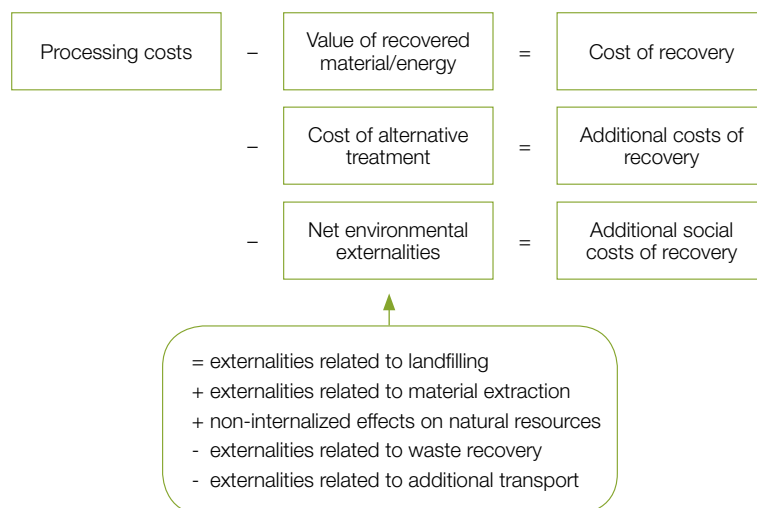 Processing costs
−
Value of recovered
material/energy
=
Cost of recovery
−
Cost of alternative
treatment
=
Additional costs of
recovery
−
Net environmental
externalities
=
Additional social
costs of recovery
= externalities related to landfilling
+ externalities related to material extraction
+ non-internalized effects on natural resources
- externalities related to waste recovery
- externalities related to additional transport